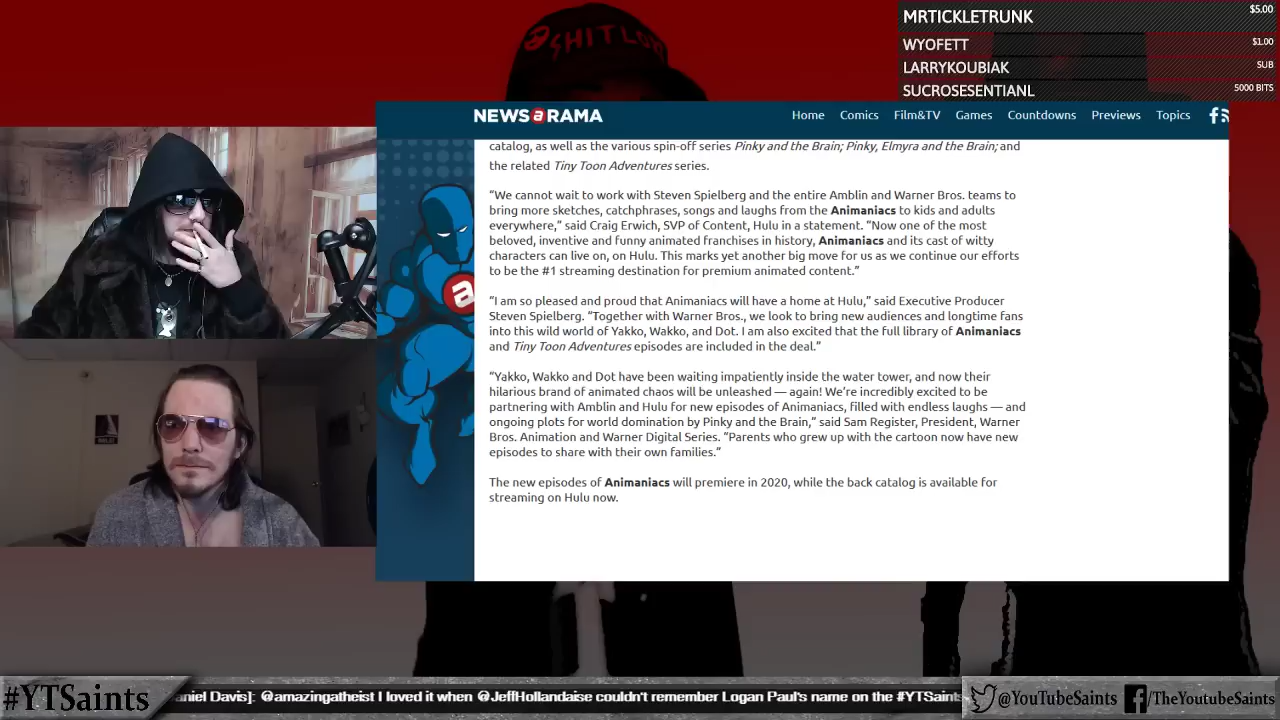 MRTICKLETRUNK $5.00
WYOFETT $1.00
LARRYKOUBIAK SUB
SUCROSESENTIANL 5000 BITS
NEWSaRAMA
Home Comics Film&TV Games Countdowns Previews Topics
catalog, as well as the various spin-off series Pinky and the Brain; Pinky, Elmyra and the Brain; and
the related Tiny Toon Adventures series.
“We cannot wait to work with Steven Spielberg and the entire Amblin and Warner Bros. teams to
bring more sketches, catchphrases, songs and laughs from the Animaniacs to kids and adults
everywhere,” said Craig Erwich, SVP of Content, Hulu in a statement. “Now one of the most
beloved, inventive and funny animated franchises in history, Animaniacs and its cast of witty
characters can live on, on Hulu. This marks yet another big move for us as we continue our efforts
to be the #1 streaming destination for premium animated content.”
“I am so pleased and proud that Animaniacs will have a home at Hulu,” said Executive Producer
Steven Spielberg. “Together with Warner Bros., we look to bring new audiences and longtime fans
into this wild world of Yakko, Wakko, and Dot. I am also excited that the full library of Animaniacs
and Tiny Toon Adventures episodes are included in the deal.”
“Yakko, Wakko and Dot have been waiting impatiently inside the water tower, and now their
hilarious brand of animated chaos will be unleashed — again! We’re incredibly excited to be
partnering with Amblin and Hulu for new episodes of Animaniacs, filled with endless laughs — and
ongoing plots for world domination by Pinky and the Brain,” said Sam Register, President, Warner
Bros. Animation and Warner Digital Series. “Parents who grew up with the cartoon now have new
episodes to share with their own families.”
The new episodes of Animaniacs will premiere in 2020, while the back catalog is available for
streaming on Hulu now.
#YTSaints
aniel Davis]: @amazingatheist I loved it when @JeffHollandaise couldn't remember Logan Paul's name on the #YTSaint
@YouTubeSaints
/TheYoutubeSaints